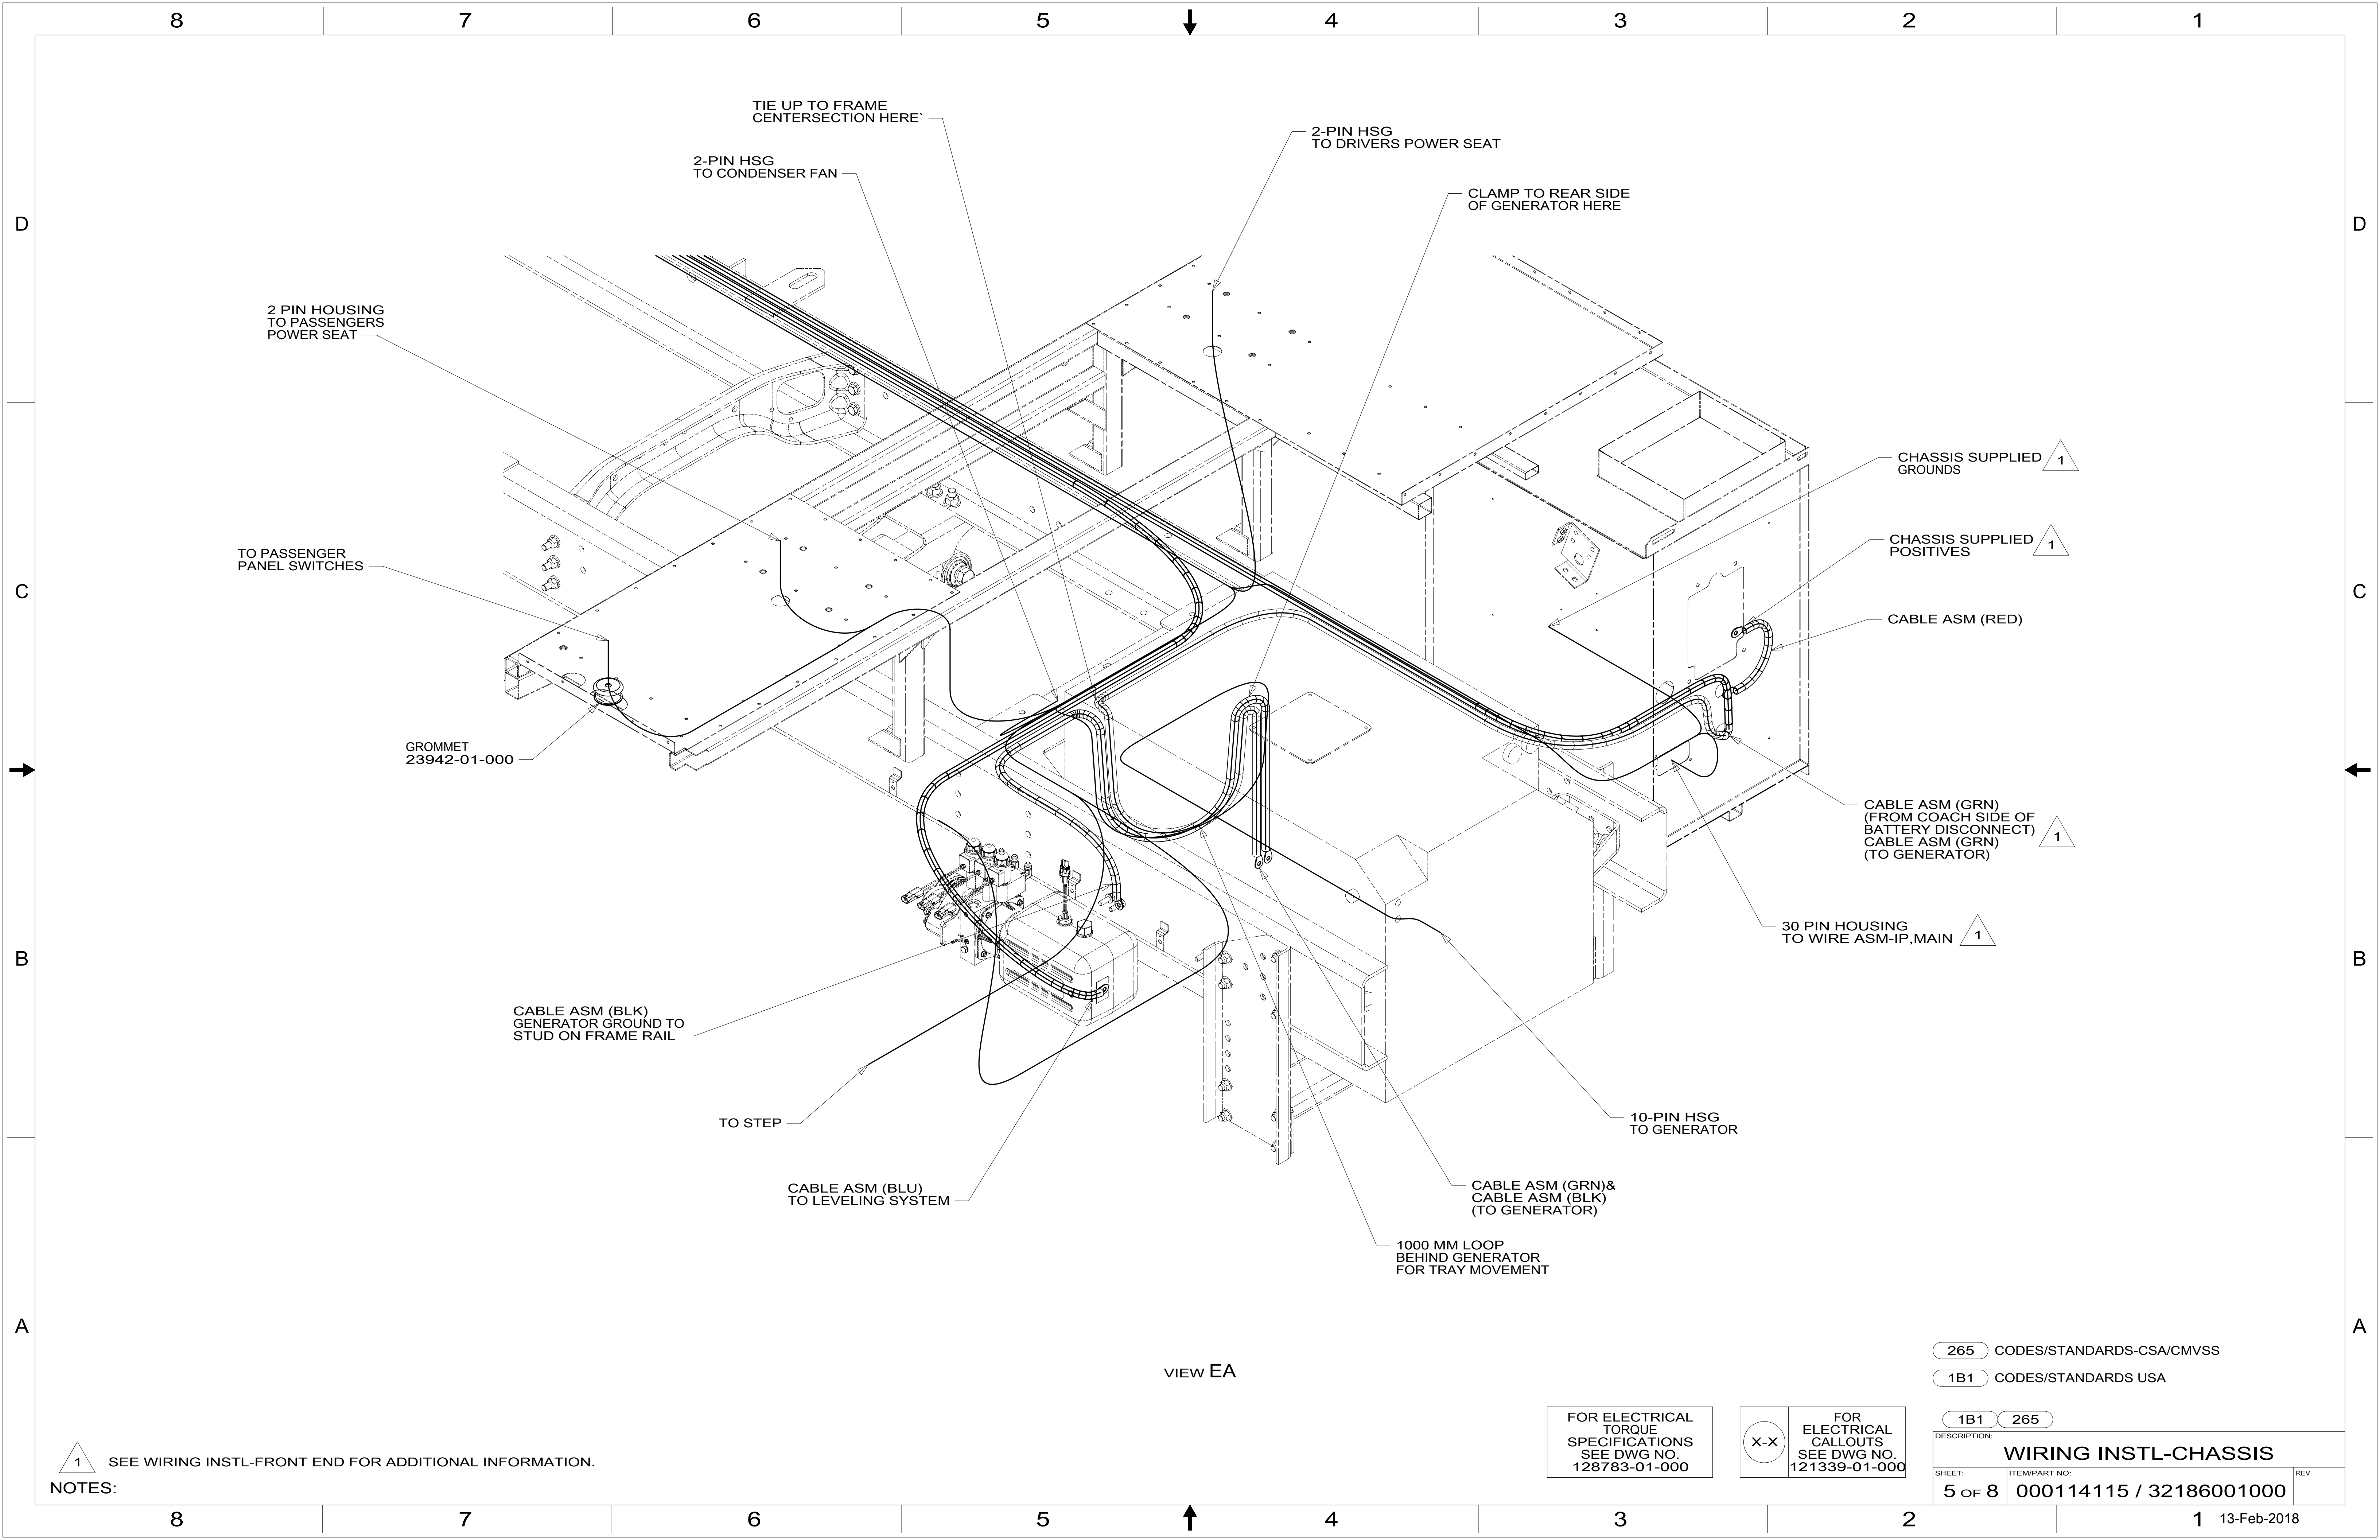 8 7 6 5 4 3 2 1
TIE UP TO FRAME
CENTERSECTION HERE`
2-PIN HSG
TO CONDENSER FAN
2-PIN HSG
TO DRIVERS POWER SEAT
CLAMP TO REAR SIDE
OF GENERATOR HERE
D D
2 PIN HOUSING
TO PASSENGERS
POWER SEAT
CHASSIS SUPPLIED
GROUNDS
1
TO PASSENGER
PANEL SWITCHES
CHASSIS SUPPLIED
POSITIVES
1
C C
CABLE ASM (RED)
GROMMET
23942-01-000
CABLE ASM (GRN)
(FROM COACH SIDE OF
BATTERY DISCONNECT)
CABLE ASM (GRN)
(TO GENERATOR)
1
30 PIN HOUSING
TO WIRE ASM-IP,MAIN
1
B B
CABLE ASM (BLK)
GENERATOR GROUND TO
STUD ON FRAME RAIL
TO STEP
10-PIN HSG
TO GENERATOR
CABLE ASM (BLU)
TO LEVELING SYSTEM
CABLE ASM (GRN)&
CABLE ASM (BLK)
(TO GENERATOR)
1000 MM LOOP
BEHIND GENERATOR
FOR TRAY MOVEMENT
A A
VIEW EA
265 CODES/STANDARDS-CSA/CMVSS
1B1 CODES/STANDARDS USA
1B1 265
FOR ELECTRICAL
TORQUE
SPECIFICATIONS
SEE DWG NO.
128783-01-000
X-X
FOR
ELECTRICAL
CALLOUTS
SEE DWG NO.
121339-01-000
DESCRIPTION:
WIRING INSTL-CHASSIS
SHEET:
5 OF 8
ITEM/PART NO:
000114115 / 32186001000
REV
1 SEE WIRING INSTL-FRONT END FOR ADDITIONAL INFORMATION.
NOTES:
8 7 6 5 4 3 2 1
13-Feb-2018